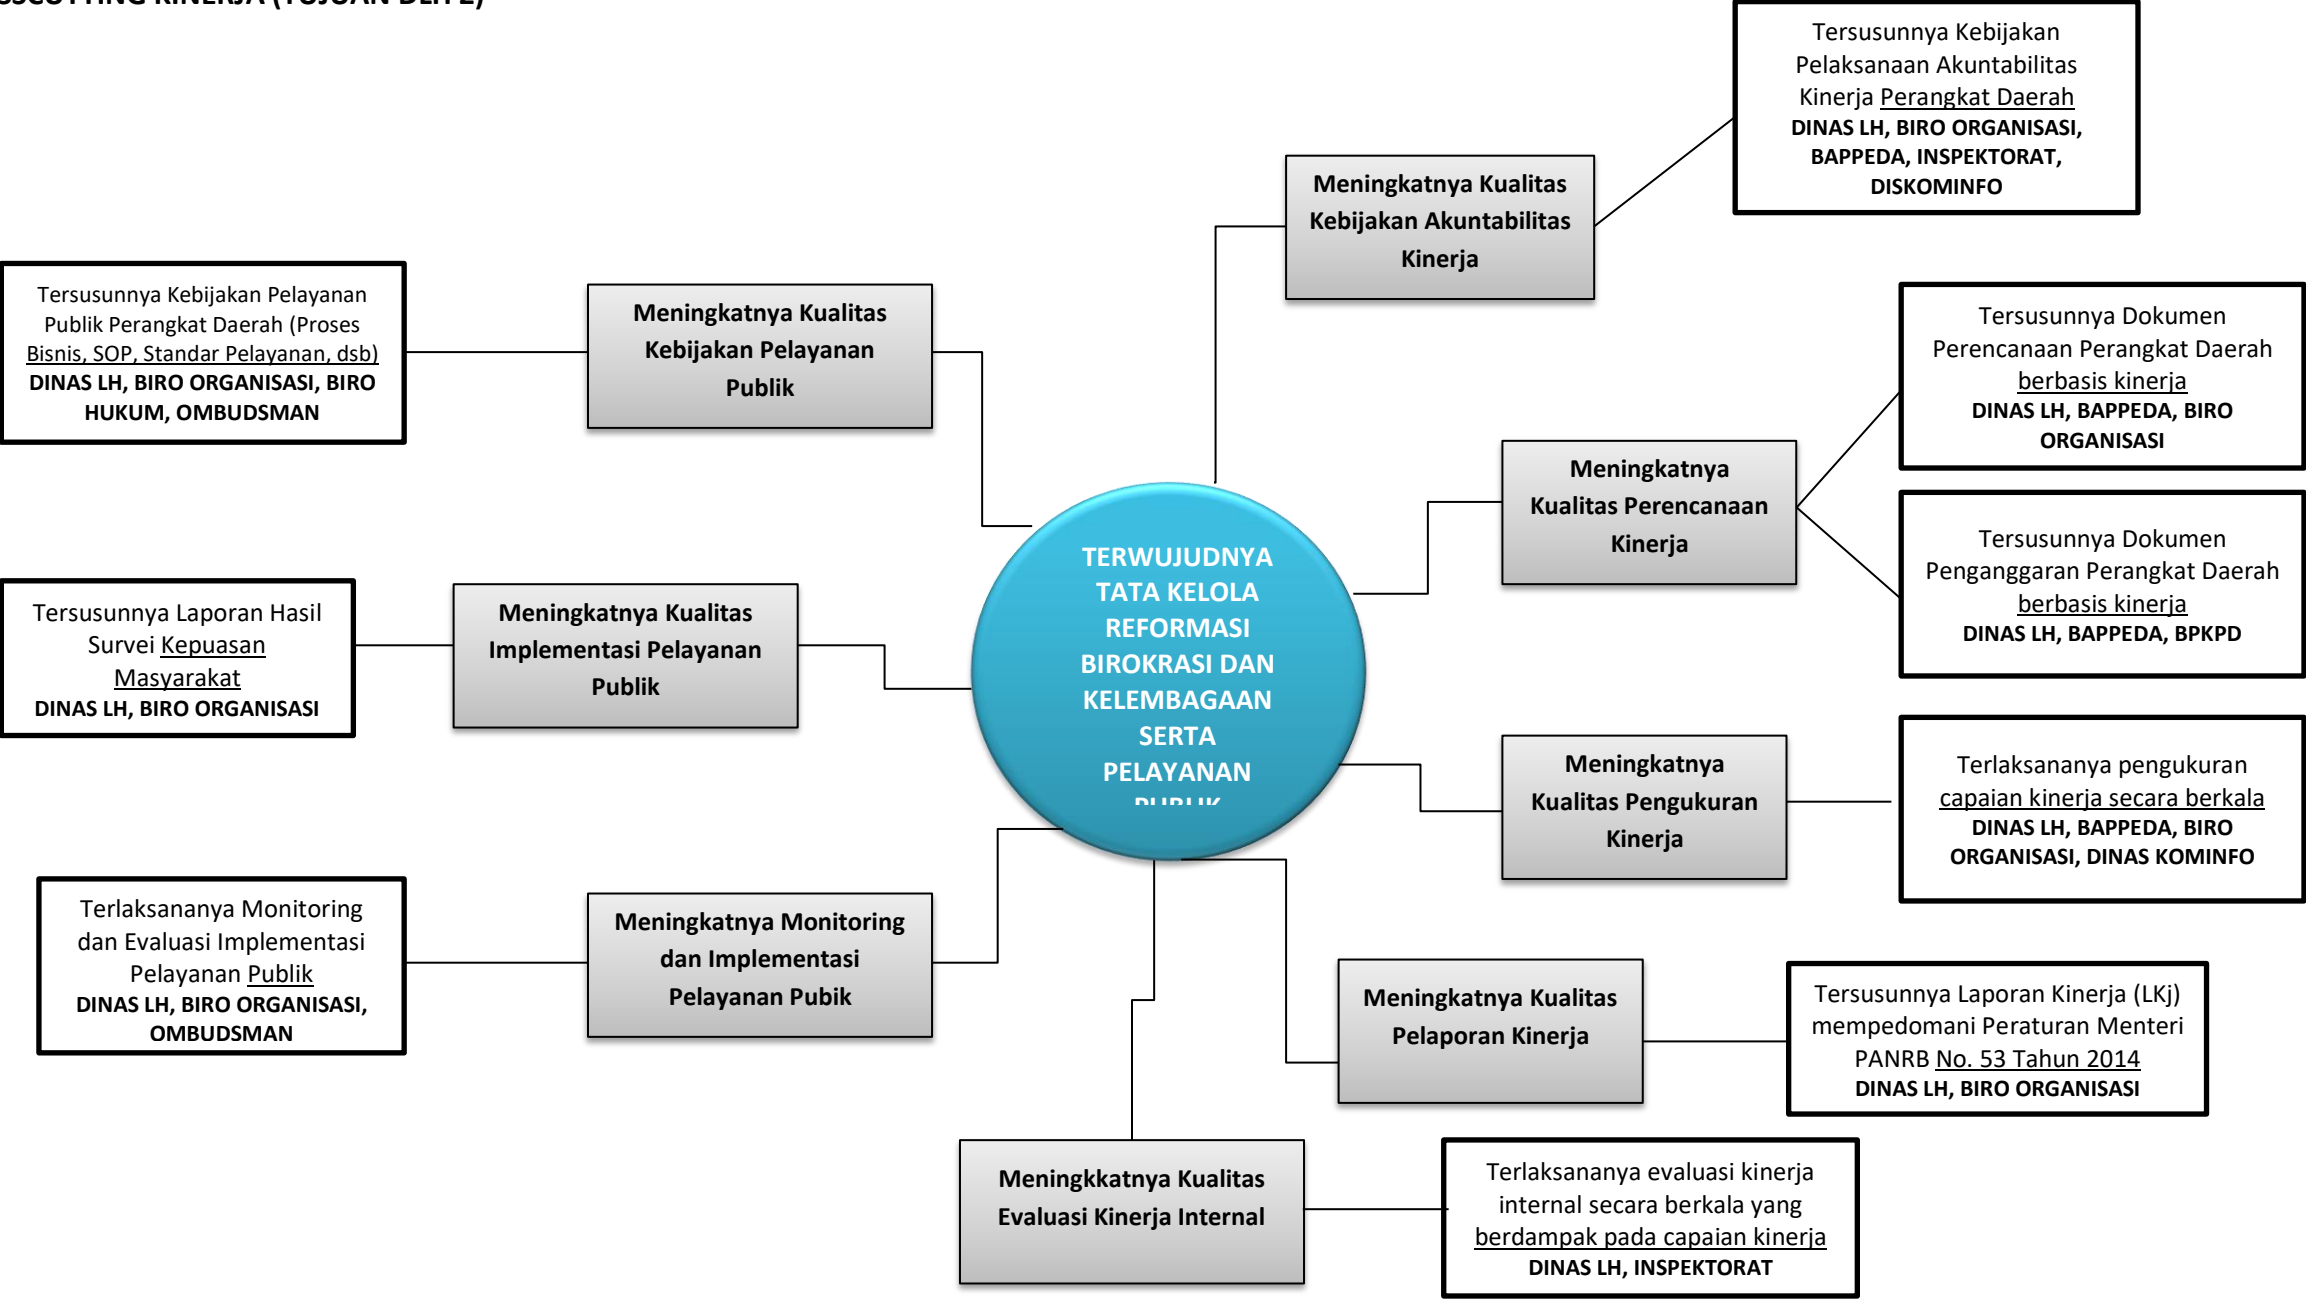 KINERJA (TUJUAN DLH 2)
Tersusunnya Kebijakan
Pelaksanaan Akuntabilitas
Kinerja Perangkat Daerah
DINAS LH, BIRO ORGANISASI,
BAPPEDA, INSPEKTORAT,
DISKOMINFO
Meningkatnya Kualitas
Kebijakan Akuntabilitas
Kinerja
Tersusunnya Kebijakan Pelayanan
Publik Perangkat Daerah (Proses
Bisnis, SOP, Standar Pelayanan, dsb)
DINAS LH, BIRO ORGANISASI, BIRO
HUKUM, OMBUDSMAN
Meningkatnya Kualitas
Kebijakan Pelayanan
Publik
Tersusunnya Dokumen
Perencanaan Perangkat Daerah
berbasis kinerja
DINAS LH, BAPPEDA, BIRO
ORGANISASI
Meningkatnya
Kualitas Perencanaan
Kinerja
Tersusunnya Dokumen
Penganggaran Perangkat Daerah
berbasis kinerja
DINAS LH, BAPPEDA, BPKPD
TERWUJUDNYA
TATA KELOLA
REFORMASI
BIROKRASI DAN
KELEMBAGAAN
SERTA
PELAYANAN
PUBLIK
Tersusunnya Laporan Hasil
Survei Kepuasan
Masyarakat
DINAS LH, BIRO ORGANISASI
Meningkatnya Kualitas
Implementasi Pelayanan
Publik
Meningkatnya
Kualitas Pengukuran
Kinerja
Terlaksananya pengukuran
capaian kinerja secara berkala
DINAS LH, BAPPEDA, BIRO
ORGANISASI, DINAS KOMINFO
Terlaksananya Monitoring
dan Evaluasi Implementasi
Pelayanan Publik
DINAS LH, BIRO ORGANISASI,
OMBUDSMAN
Meningkatnya Monitoring
dan Implementasi
Pelayanan Pubik
Meningkatnya Kualitas
Pelaporan Kinerja
Tersusunnya Laporan Kinerja (LKj)
mempedomani Peraturan Menteri
PANRB No. 53 Tahun 2014
DINAS LH, BIRO ORGANISASI
Meningkkatnya Kualitas
Evaluasi Kinerja Internal
Terlaksananya evaluasi kinerja
internal secara berkala yang
berdampak pada capaian kinerja
DINAS LH, INSPEKTORAT